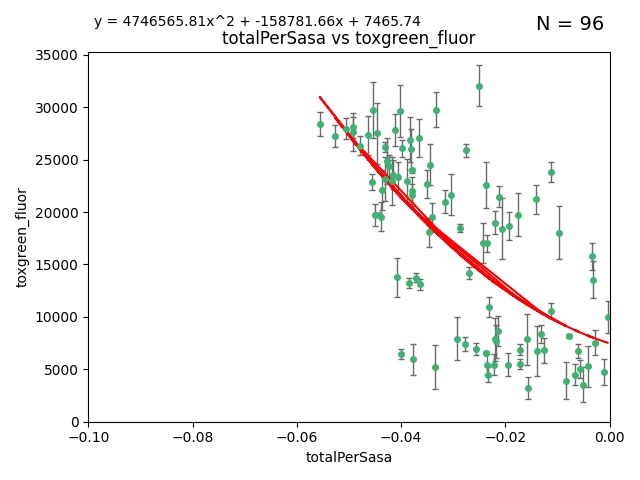 y = 4746565.81x^2 + -158781.66x + 7465.74
N = 96
totalPerSasa vs toxgreen_fluor
35000
30000
25000
20000
15000
10000
5000
0
toxgreen_fluor
−0.10 −0.08 −0.06 −0.04 −0.02 0.00
totalPerSasa